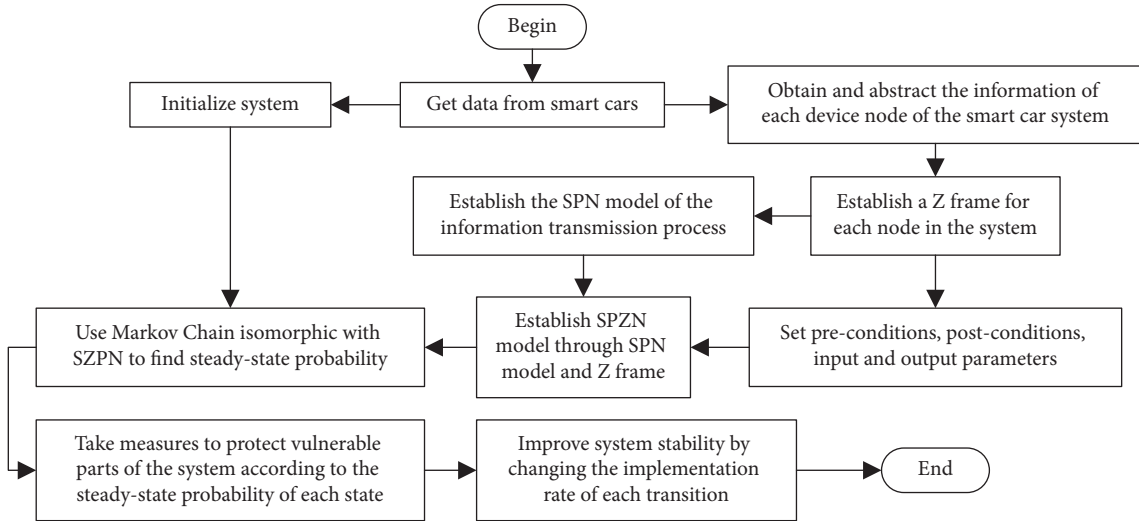 Begin
Initialize system
Get data from smart cars
Obtain and abstract the information of
each device node of the smart car system
Establish the SPN model of the
information transmission process
Establish a Z frame for
each node in the system
Use Markov Chain isomorphic with
SZPN to find steady-state probability
Establish SPZN
model through SPN
model and Z frame
Set pre-conditions, post-conditions,
input and output parameters
Take measures to protect vulnerable
parts of the system according to the
steady-state probability of each state
Improve system stability by
changing the implementation
rate of each transition
End